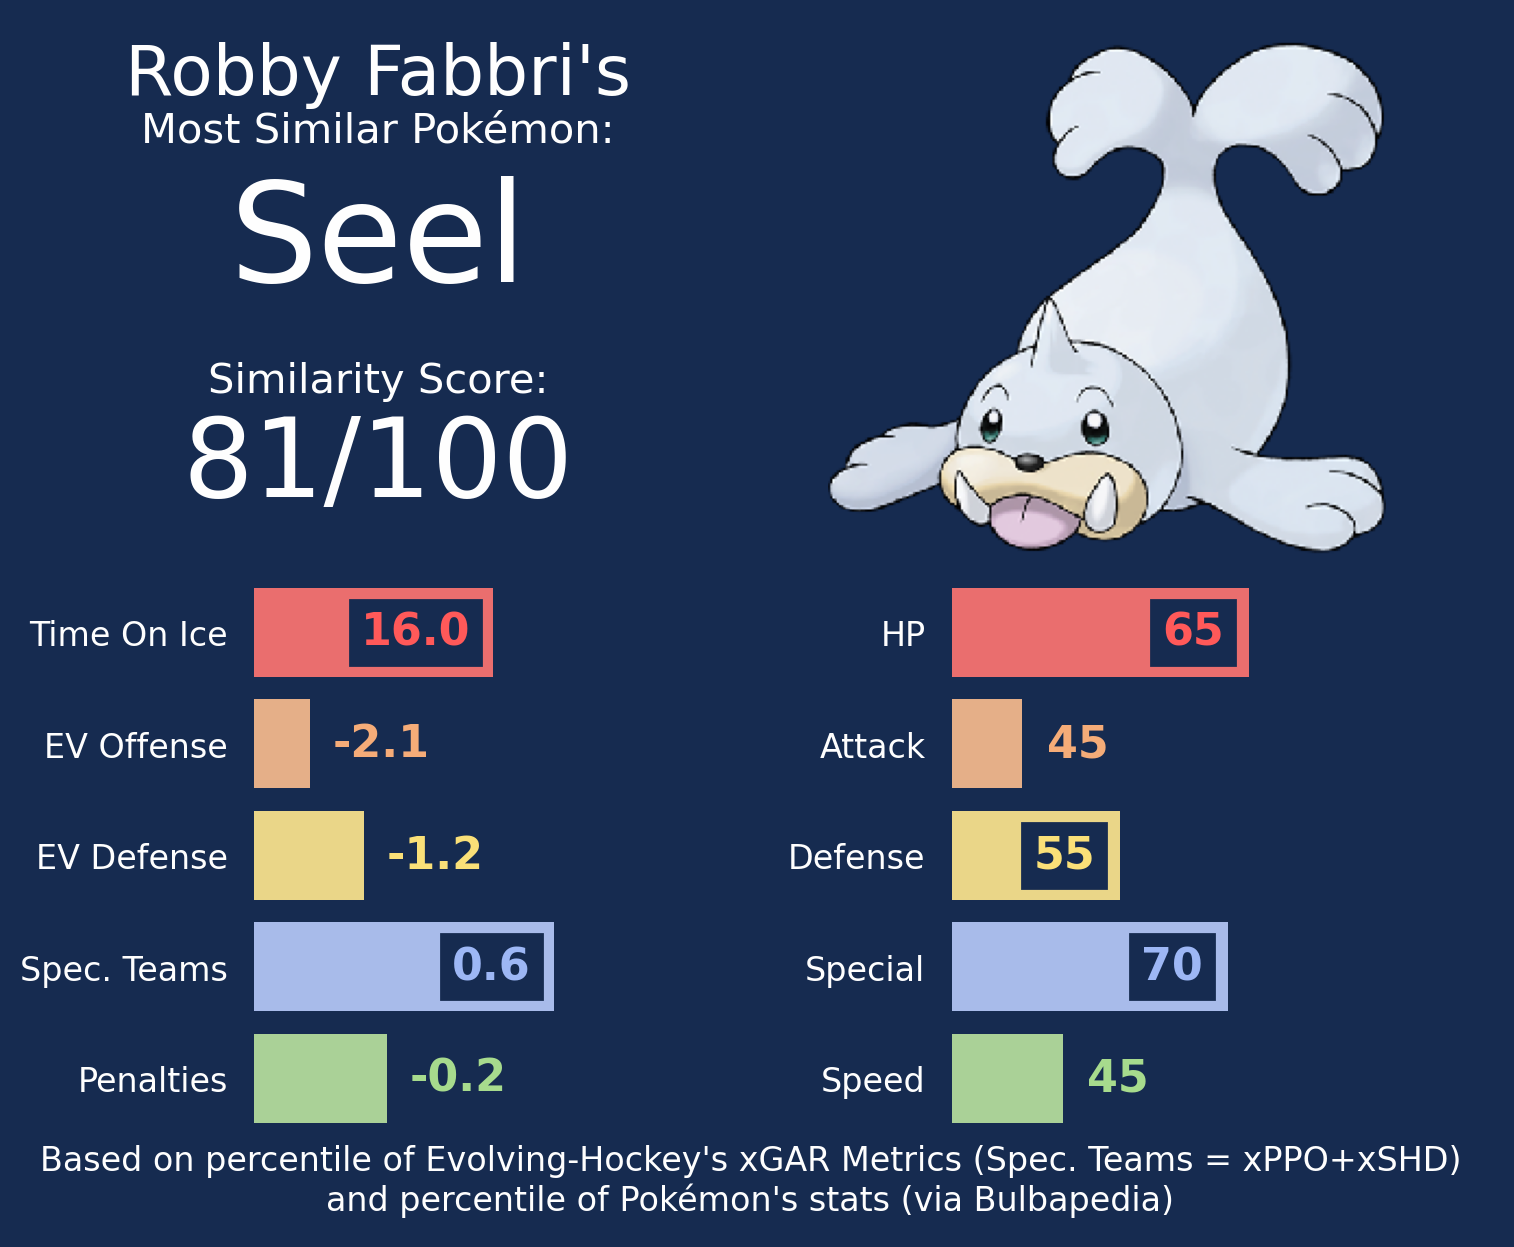 Robby Fabbri's
Most Similar Pokémon:
Seel
Similarity Score:
81/100
Time On Ice 16.0
EV Offense -2.1
EV Defense -1.2
Spec. Teams 0.6
Penalties -0.2
HP 65
Attack 45
Defense 55
Special 70
Speed 45
Based on percentile of Evolving-Hockey's xGAR Metrics (Spec. Teams = xPPO+xSHD)
and percentile of Pokémon's stats (via Bulbapedia)